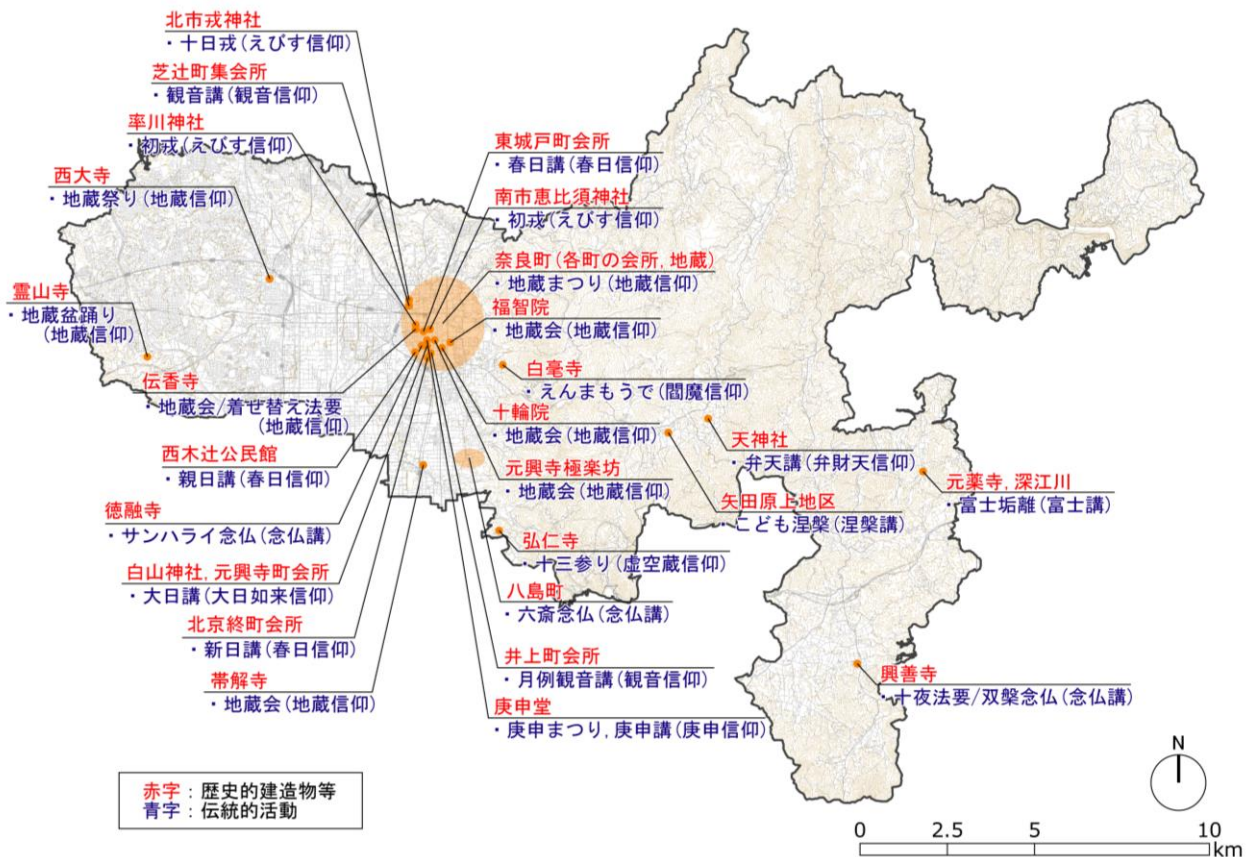 北市戎神社
・十日戎(えびす信仰)
芝辻町集会所
・観音講(観音信仰)
率川神社
・初戎(えびす信仰)
西大寺
・地蔵祭り(地蔵信仰)
霊山寺
・地蔵盆踊り
(地蔵信仰)
伝香寺
・地蔵会/着ぜ替え法要
(地蔵信仰)
西木辻公民館
・親日講(春日信仰)
徳融寺
・サンハライ念仏(念仏講)
白山神社,元興寺町会所
・大日講(大日如来信仰)
北京終町会所
・新日講(春日信仰)
帯解寺
・地蔵会(地蔵信仰)
東城戸町会所
・春日講(春日信仰)
南市恵比須神社
・初戎(えびす信仰)
奈良町(各町の会所,地蔵)
・地蔵まつり(地蔵信仰)
福智院
・地蔵会(地蔵信仰)
白毫寺
・えんまもうで(閻魔信仰)
十輪院
・地蔵会(地蔵信仰)
元興寺極楽坊
・地蔵会(地蔵信仰)
天神社
・弁天講(弁財天信仰)
矢田原上地区
・こども涅槃(涅槃講)
元薬寺,深江川
・富士垢離(富士講)
弘仁寺
・十三参り(虚空蔵信仰)
八島町
・六斎念仏(念仏講)
井上町会所
・月例観音講(観音信仰)
庚申堂
・庚申まつり,庚申講(庚申信仰)
興善寺
・十夜法要/双盤念仏(念仏講)
赤字：歴史的建造物等
青字：伝統的活動
N
0 2.5 5 10
km